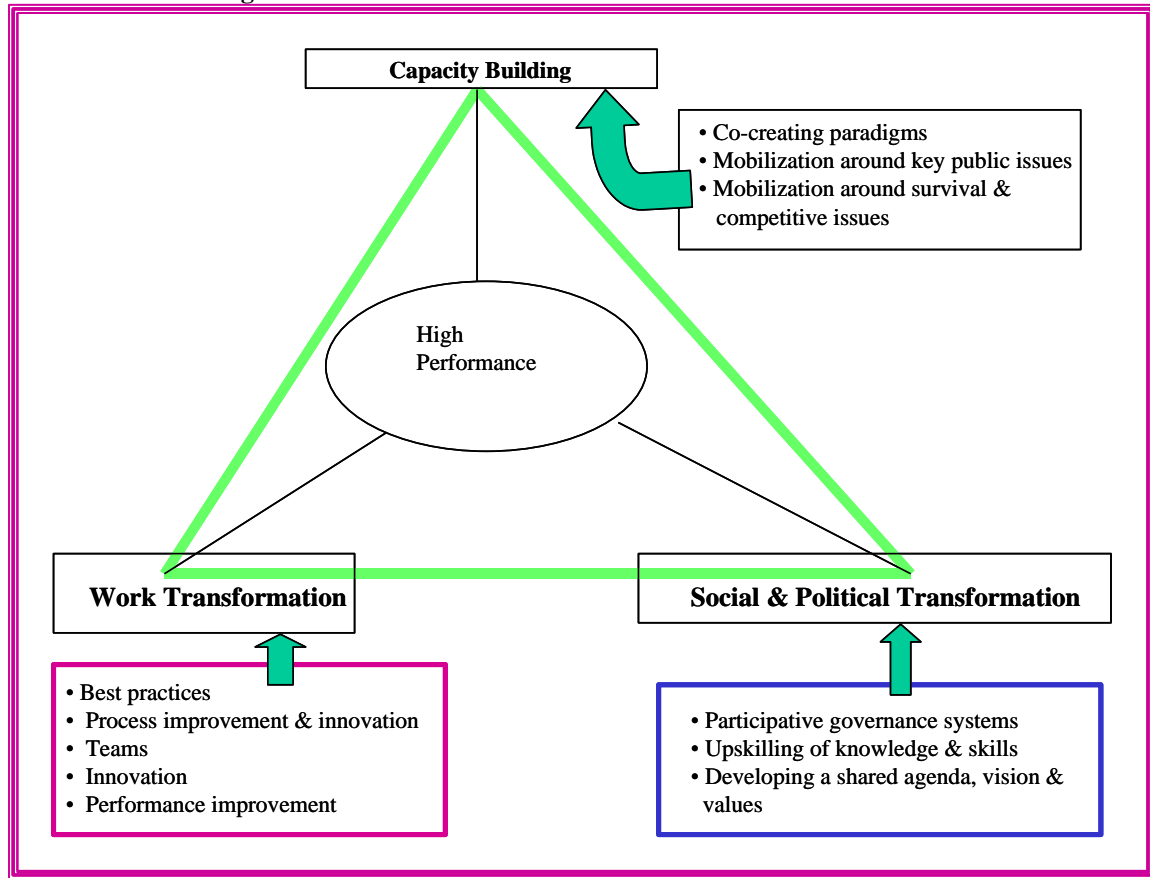 Capacity Building
• Co-creating paradigms
• Mobilization around key public issues
• Mobilization around survival &
competitive issues
High
Performance
Work Transformation
Social & Political Transformation
• Best practices
• Process improvement & innovation
• Teams
• Innovation
• Performance improvement
• Participative governance systems
• Upskilling of knowledge & skills
• Developing a shared agenda, vision &
values